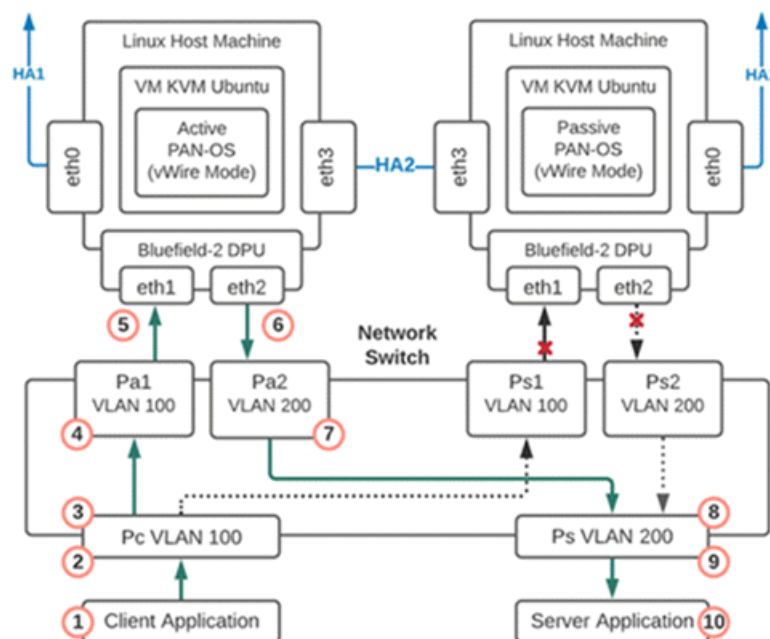 HA1
Linux Host Machine
VM KVM Ubuntu
Active
PAN-OS
(vWire Mode)
eth0
eth3
Bluefield-2 DPU
eth1
eth2
HA2
Linux Host Machine
VM KVM Ubuntu
Passive
PAN-OS
(vWire Mode)
eth3
eth0
Bluefield-2 DPU
eth1
eth2
5
6
Network
Switch
Pa1
VLAN 100
Pa2
VLAN 200
Ps1
VLAN 100
Ps2
VLAN 200
4
7
3
Pc VLAN 100
2
8
Ps VLAN 200
9
1
Client Application
Server Application
10